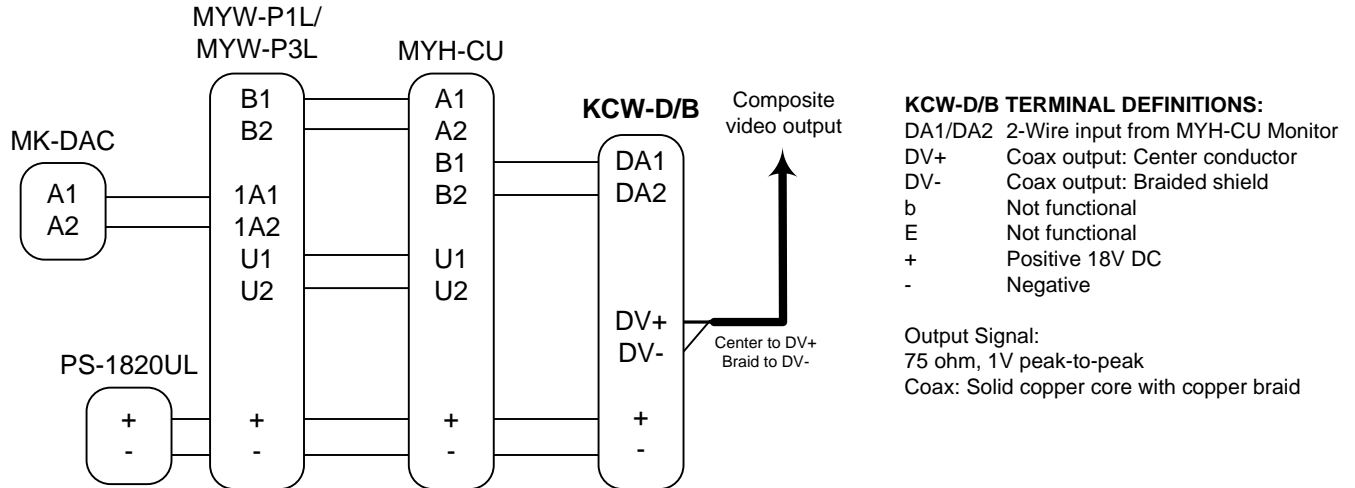 MYW-P1L/
MYW-P3L
MYH-CU
KCW-D/B
Composite
video output
MK-DAC
A1
A2
B1
B2
1A1
1A2
U1
U2
+
-
A1
A2
B1
B2
U1
U2
+
-
DA1
DA2
DV+
DV-
+
-
Center to DV+
Braid to DV-
PS-1820UL
+
-
KCW-D/B TERMINAL DEFINITIONS:
DA1/DA2 2-Wire input from MYH-CU Monitor
DV+ Coax output: Center conductor
DV- Coax output: Braided shield
b Not functional
E Not functional
+ Positive 18V DC
- Negative
Output Signal:
75 ohm, 1V peak-to-peak
Coax: Solid copper core with copper braid